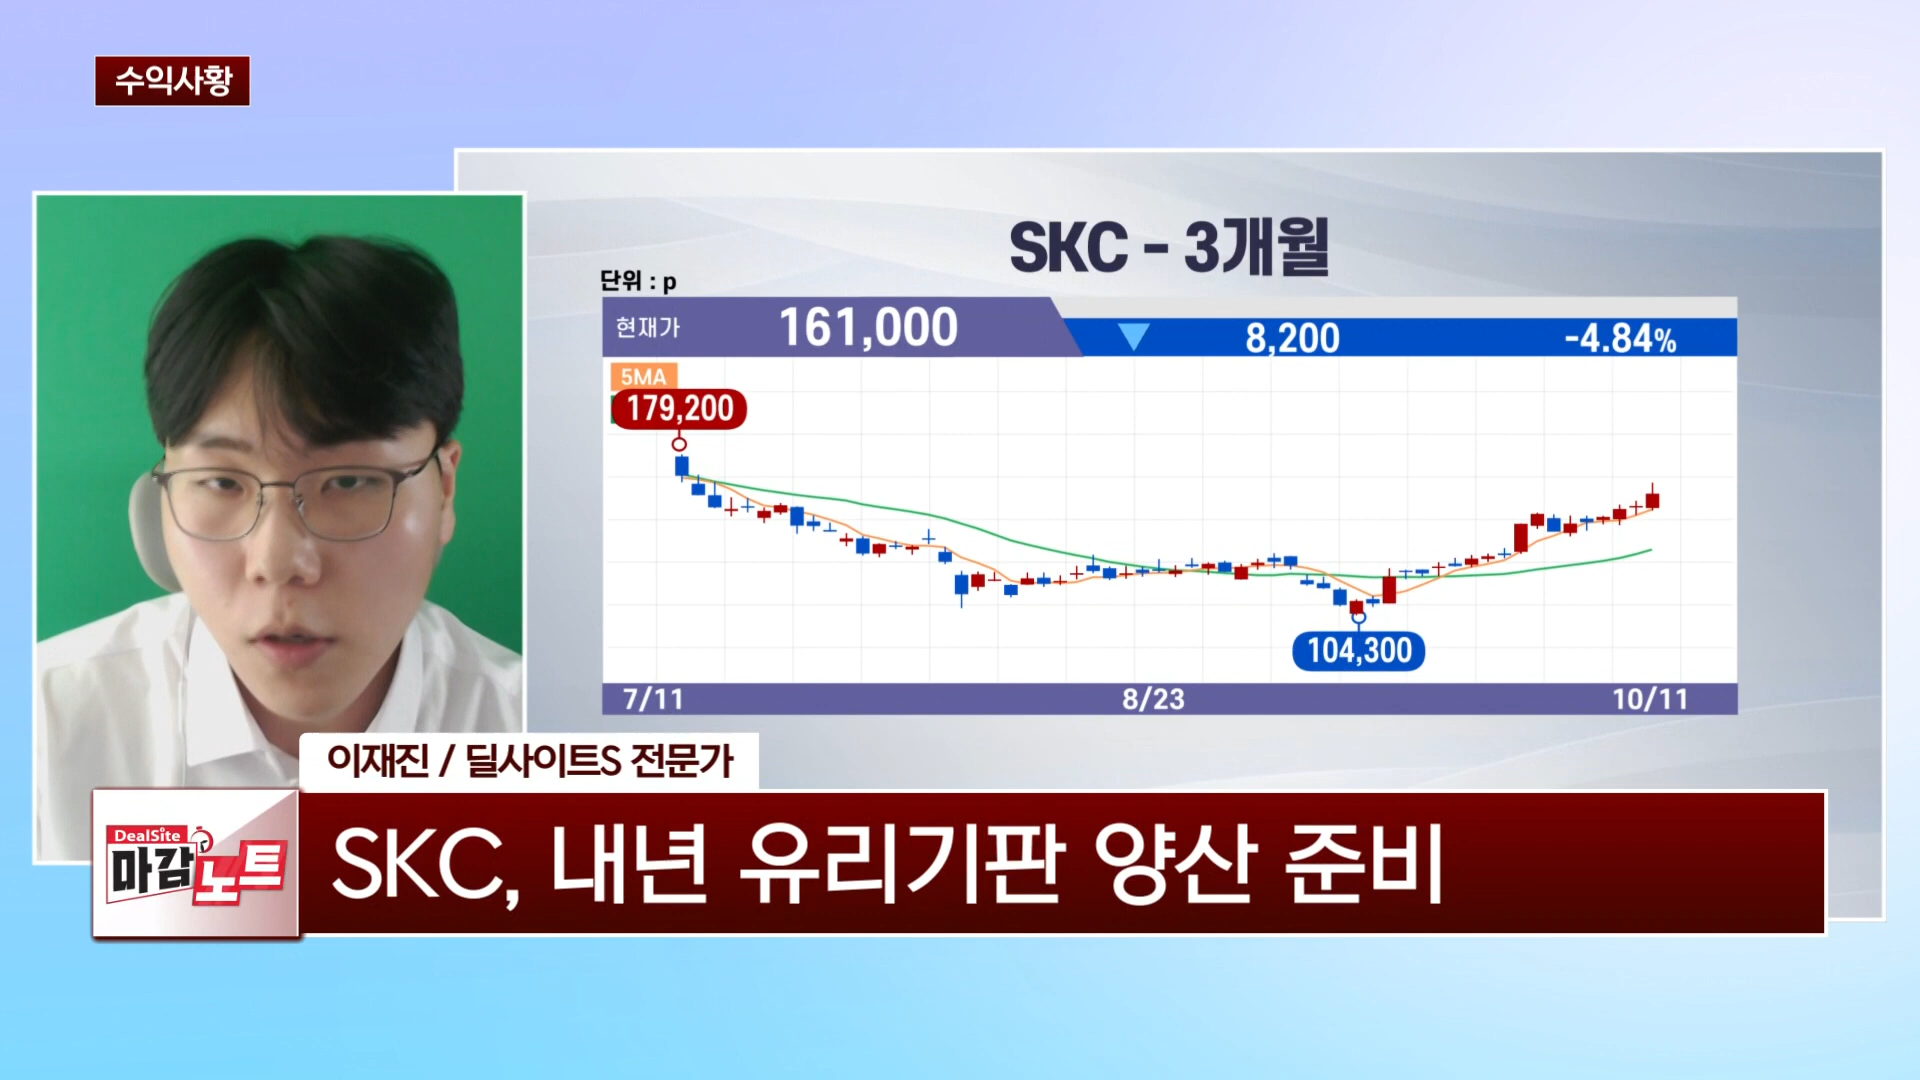 수익사황
SKC - 3개월
단위 : p
현재가 161,000 ▼ 8,200 -4.84%
5MA
179,200
104,300
7/11 8/23 10/11
이재진 / 딜사이트S 전문가
DealSite
마감노트
SKC, 내년 유리기판 양산 준비